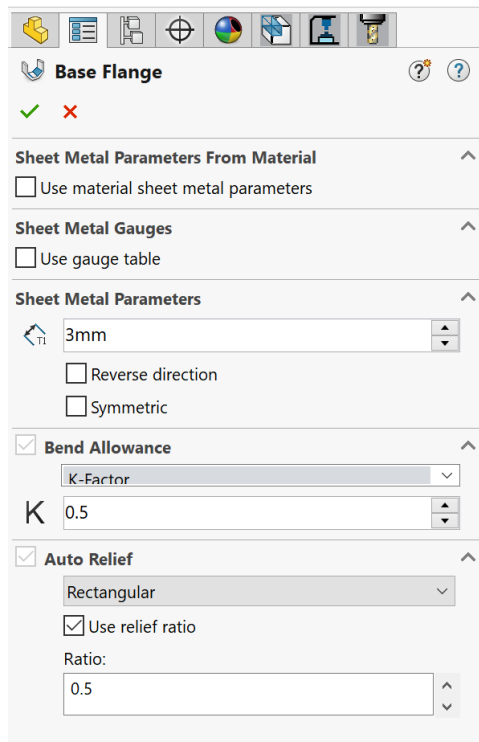 Base Flange
Sheet Metal Parameters From Material
Use material sheet metal parameters
Sheet Metal Gauges
Use gauge table
Sheet Metal Parameters
T1
3mm
Reverse direction
Symmetric
Bend Allowance
K-Factor
K
0.5
Auto Relief
Rectangular
Use relief ratio
Ratio:
0.5